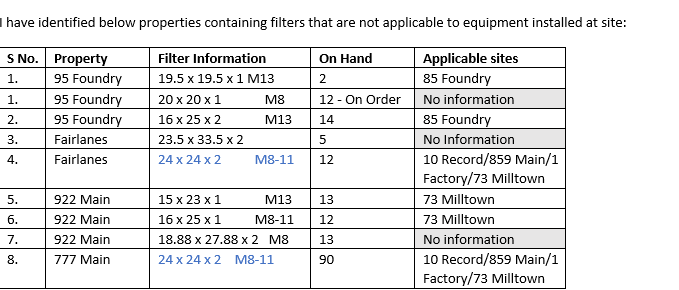 I have identified below properties containing filters that are not applicable to equipment installed at site:
S No. Property Filter Information On Hand Applicable sites
1. 95 Foundry 19.5 x 19.5 x 1 M13 2 85 Foundry
1. 95 Foundry 20 x 20 x 1 M8 12 - On Order No information
2. 95 Foundry 16 x 25 x 2 M13 14 85 Foundry
3. Fairlanes 23.5 x 33.5 x 2 5 No Information
4. Fairlanes 24 x 24 x 2 M8-11 12 10 Record/859 Main/1
Factory/73 Milltown
5. 922 Main 15 x 23 x 1 M13 13 73 Milltown
6. 922 Main 16 x 25 x 1 M8-11 12 73 Milltown
7. 922 Main 18.88 x 27.88 x 2 M8 13 No information
8. 777 Main 24 x 24 x 2 M8-11 90 10 Record/859 Main/1
Factory/73 Milltown